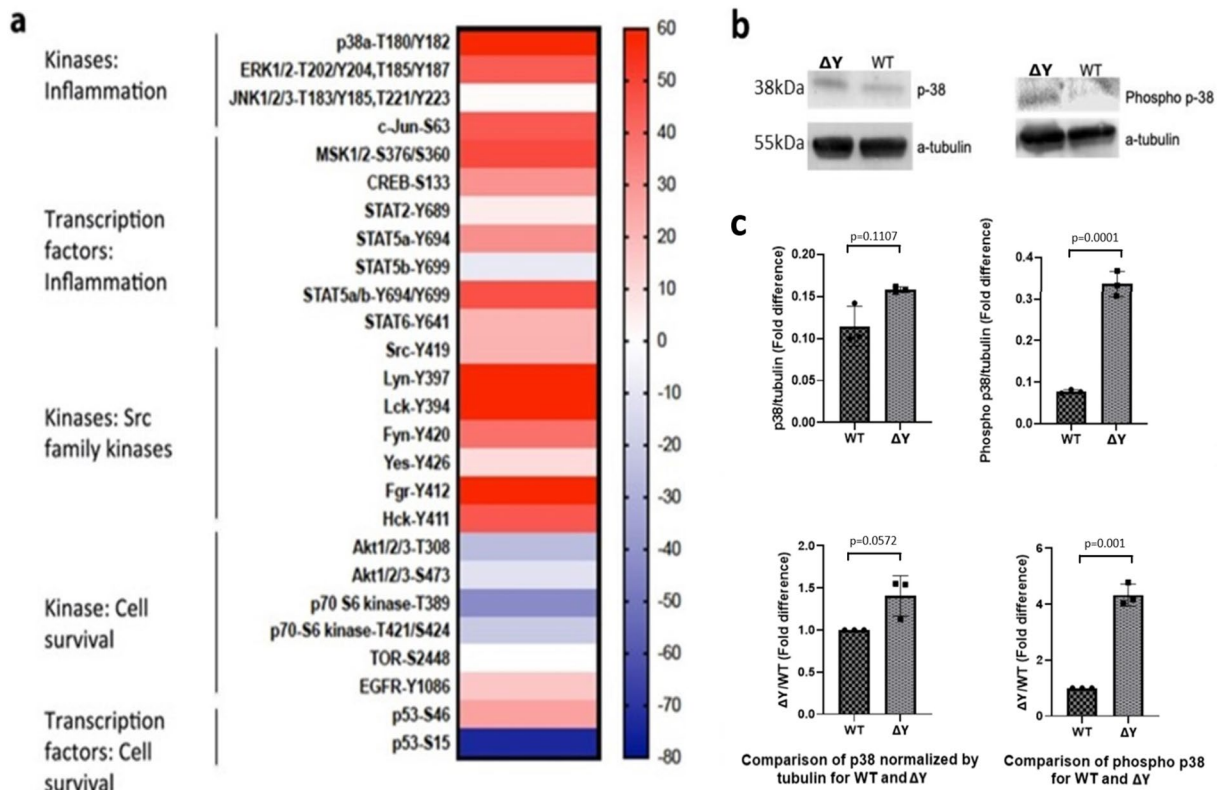 a
Kinases:
Inflammation
Transcription
factors:
Inflammation
Kinases: Src
family kinases
Kinase: Cell
survival
Transcription
factors: Cell
survival
p38a-T180/Y182
ERK1/2-T202/Y204,T185/Y187
JNK1/2/3-T183/Y185,T221/Y223
c-Jun-S63
MSK1/2-S376/S360
CREB-S133
STAT2-Y689
STAT5a-Y694
STAT5b-Y699
STAT5a/b-Y694/Y699
STAT6-Y641
Src-Y419
Lyn-Y397
Lck-Y394
Fyn-Y420
Yes-Y426
Fgr-Y412
Hck-Y411
Akt1/2/3-T308
Akt1/2/3-S473
p70 S6 kinase-T389
p70-S6 kinase-T421/S424
TOR-S2448
EGFR-Y1086
p53-S46
p53-S15
60
50
40
30
20
10
0
-10
-20
-30
-40
-50
-60
-70
-80
b
ΔY WT
38kDa p-38
55kDa a-tubulin
ΔY WT
Phospho p-38
a-tubulin
c
p=0.1107
p38/tubulin (Fold difference)
0.20
0.15
0.10
0.05
0.00
WT ΔY
p=0.0001
Phospho p38/tubulin (Fold difference)
0.4
0.3
0.2
0.1
0.0
WT ΔY
p=0.0572
ΔY/WT (Fold difference)
2.0
1.5
1.0
0.5
0.0
WT ΔY
Comparison of p38 normalized by
tubulin for WT and ΔY
p=0.001
ΔY/WT (Fold difference)
6
4
2
0
WT ΔY
Comparison of phospho p38
for WT and ΔY